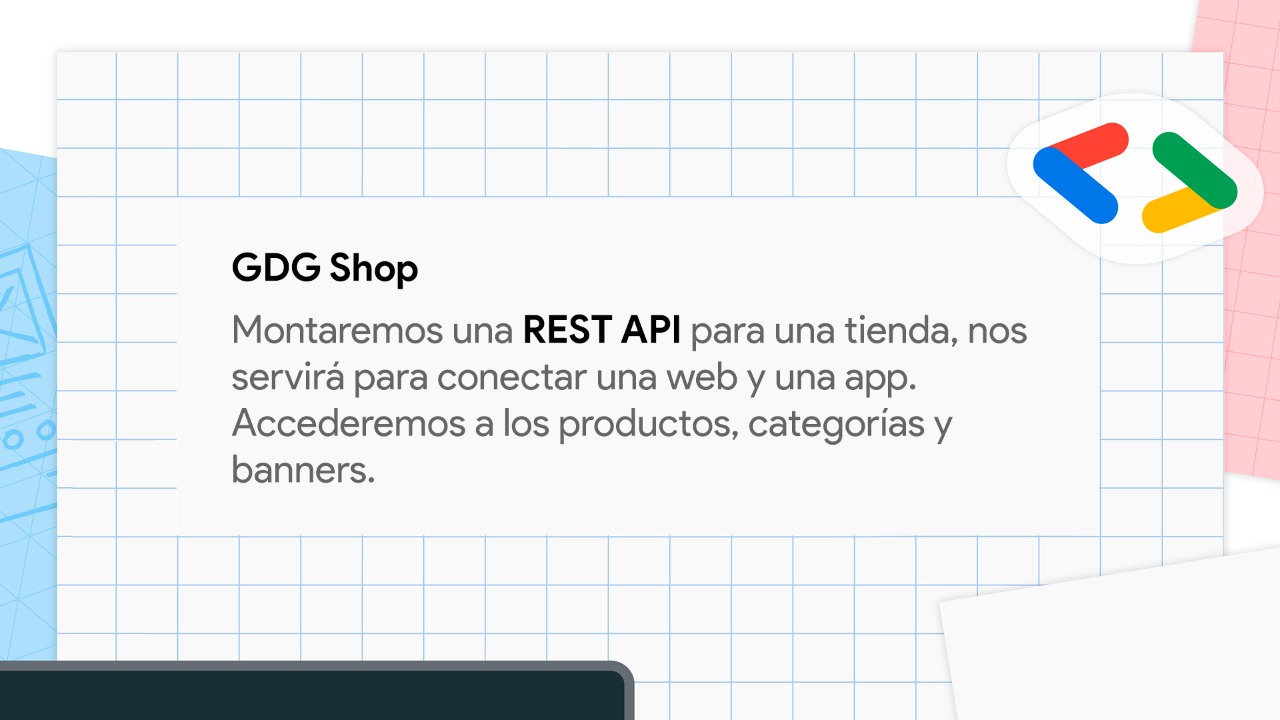 GDG Shop
Montaremos una REST API para una tienda, nos
servirá para conectar una web y una app.
Accederemos a los productos, categorías y
banners.